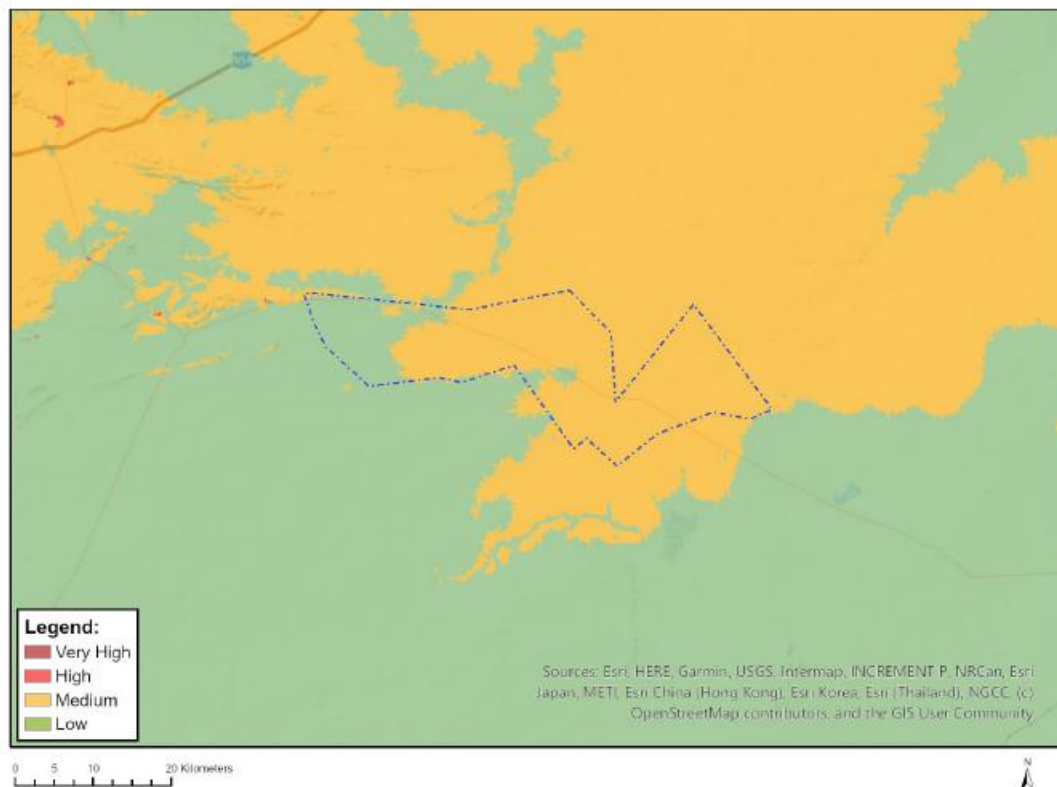 N14
Legend:
Very High
High
Medium
Low
Sources: Esri, HERE, Garmin, USGS, Intermap, INCREMENT P, NRCan, Esri
Japan, METI, Esri China (Hong Kong), Esri Korea, Esri (Thailand), NGCC, (c)
OpenStreetMap contributors, and the GIS User Community
0 5 10 20 Kilometers
N